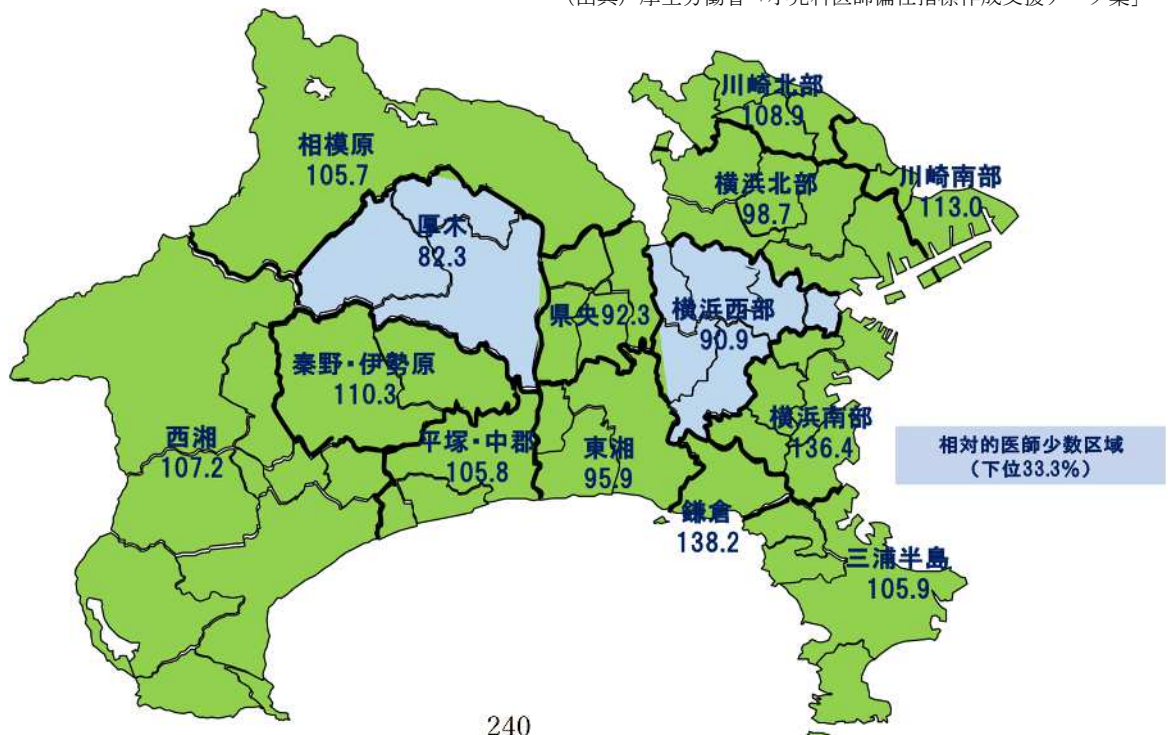 川崎北部
108.9
相模原
105.7
横浜北部
98.7
川崎南部
113.0
厚木
82.3
県央92.3
横浜西部
90.9
秦野・伊勢原
110.3
横浜南部
136.4
西湘
107.2
平塚・中郡
105.8
東湘
95.9
相対的医師少数区域
（下位33.3%）
鎌倉
138.2
三浦半島
105.9
240